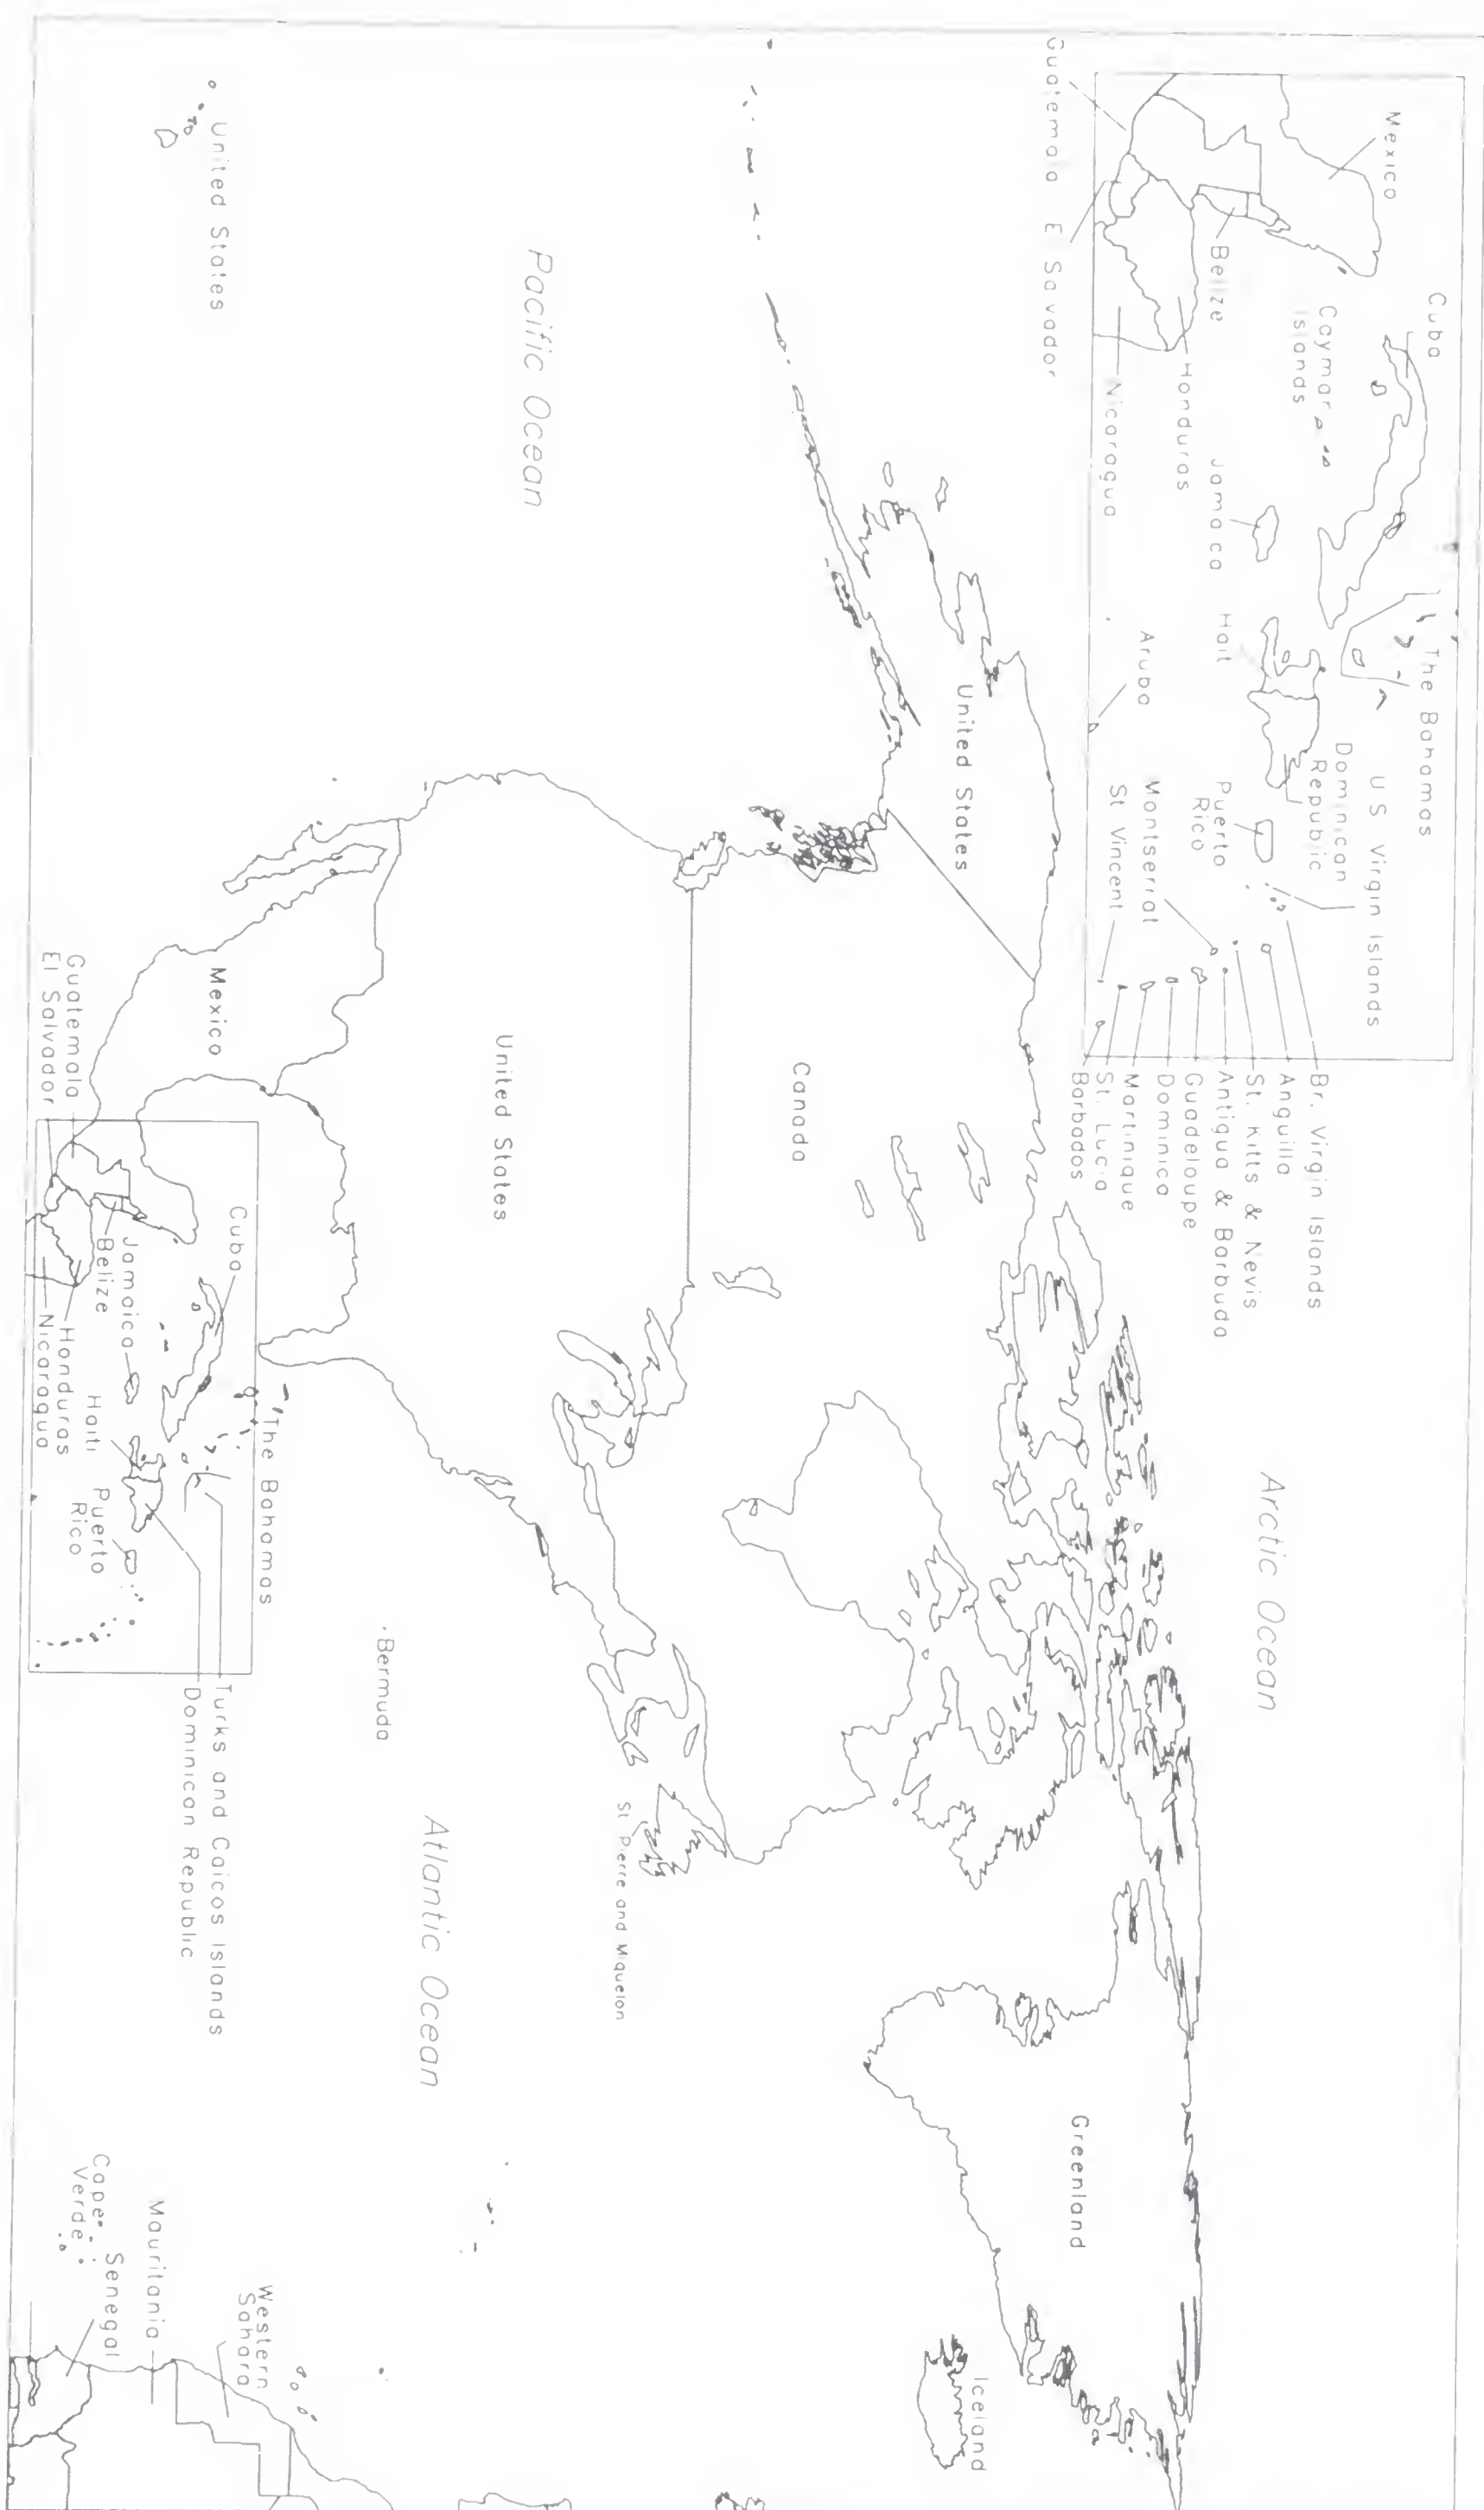 Mexico
Cuba
The Bahamas
U S Virgin Islands
Dominican
Republic
Cayman
Islands
Belize
Jamaica
Haiti
Puerto
Rico
Honduras
Nicaragua
Aruba
Montserrat
St Vincent
Guatemala
El Salvador
Br. Virgin Islands
Anguilla
St. Kitts & Nevis
Antigua & Barbuda
Guadeloupe
Dominica
Martinique
St. Lucia
Barbados
Arctic Ocean
Greenland
Iceland
United States
Canada
St Pierre and Miquelon
Pacific Ocean
United States
Atlantic Ocean
Bermuda
United States
Mexico
The Bahamas
Cuba
Turks and Caicos Islands
Dominican Republic
Jamaica
Belize
Haiti
Puerto
Rico
Honduras
Nicaragua
Guatemala
El Salvador
Western
Sahara
Mauritania
Senegal
Cape
Verde